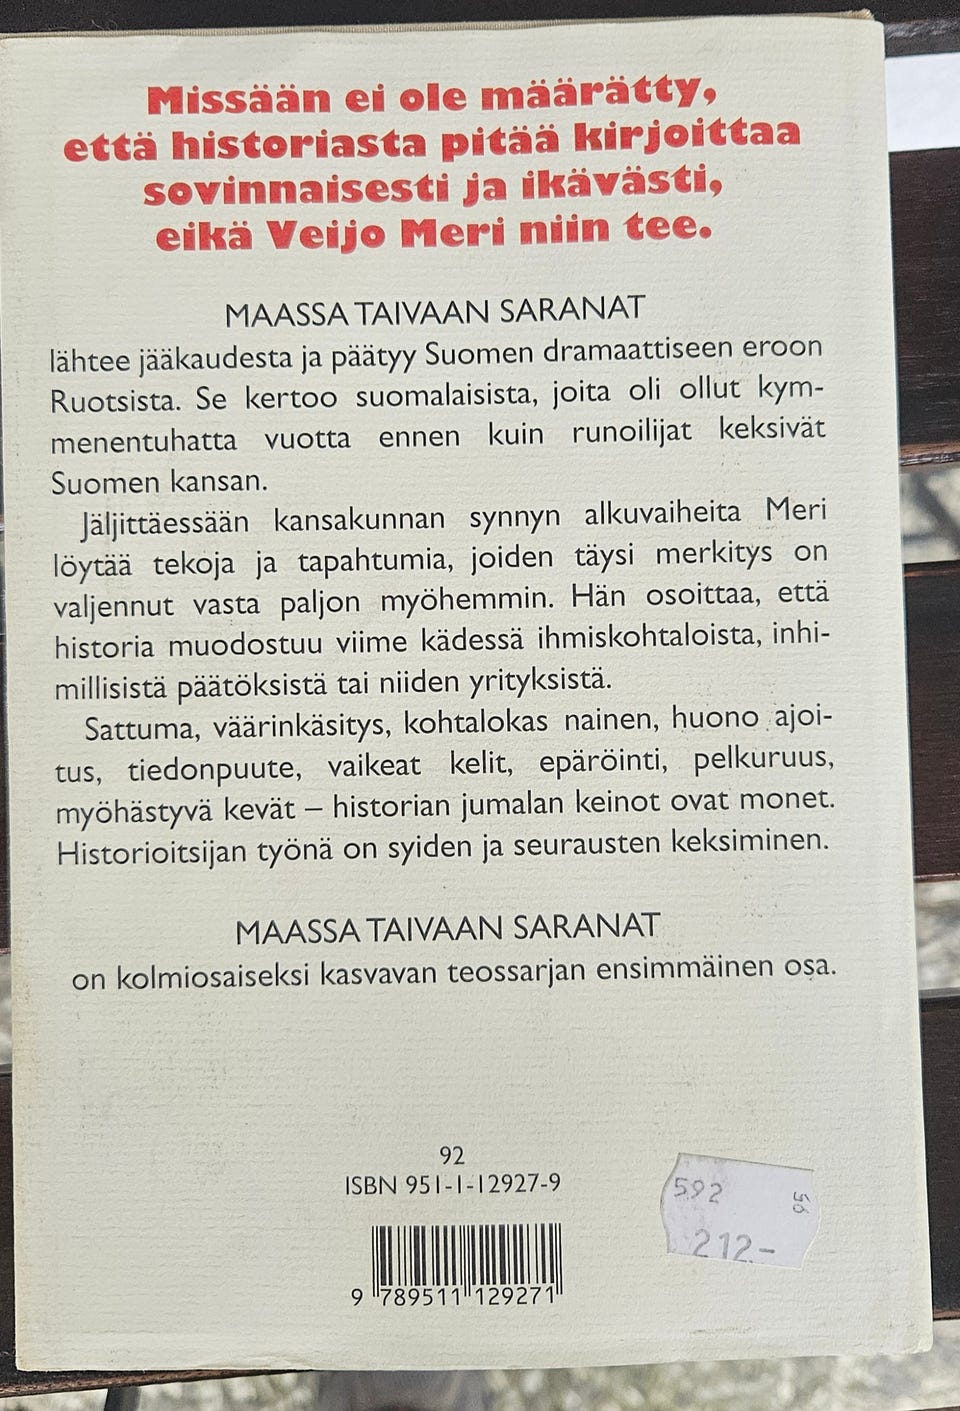 Missään ei ole määrätty,
että historiasta pitää kirjoittaa
sovinnaisesti ja ikävästi,
eikä Veijo Meri niin tee.
MAASSA TAIVAAN SARANAT
lähtee jääkaudesta ja päätyy Suomen dramaattiseen eroon
Ruotsista. Se kertoo suomalaisista, joita oli ollut kym-
menentuhatta vuotta ennen kuin runoilijat keksivät
Suomen kansan.
Jäljittäessään kansakunnan synnyn alkuvaiheita Meri
löytää tekoja ja tapahtumia, joiden täysi merkitys on
valjennut vasta paljon myöhemmin. Hän osoittaa, että
historia muodostuu viime kädessä ihmiskohtaloista, inhi-
millisistä päätöksistä tai niiden yrityksistä.
Sattuma, väärinkäsitys, kohtalokas nainen, huono ajoi-
tus, tiedonpuute, vaikeat kelit, epäröinti, pelkuruus,
myöhästyvä kevät – historian jumalan keinot ovat monet.
Historioitsijan työnä on syiden ja seurausten keksiminen.
MAASSA TAIVAAN SARANAT
on kolmiosaiseksi kasvavan teossarjan ensimmäinen osa.
92
ISBN 951-1-12927-9
9 789511 129271
592 56
212.-